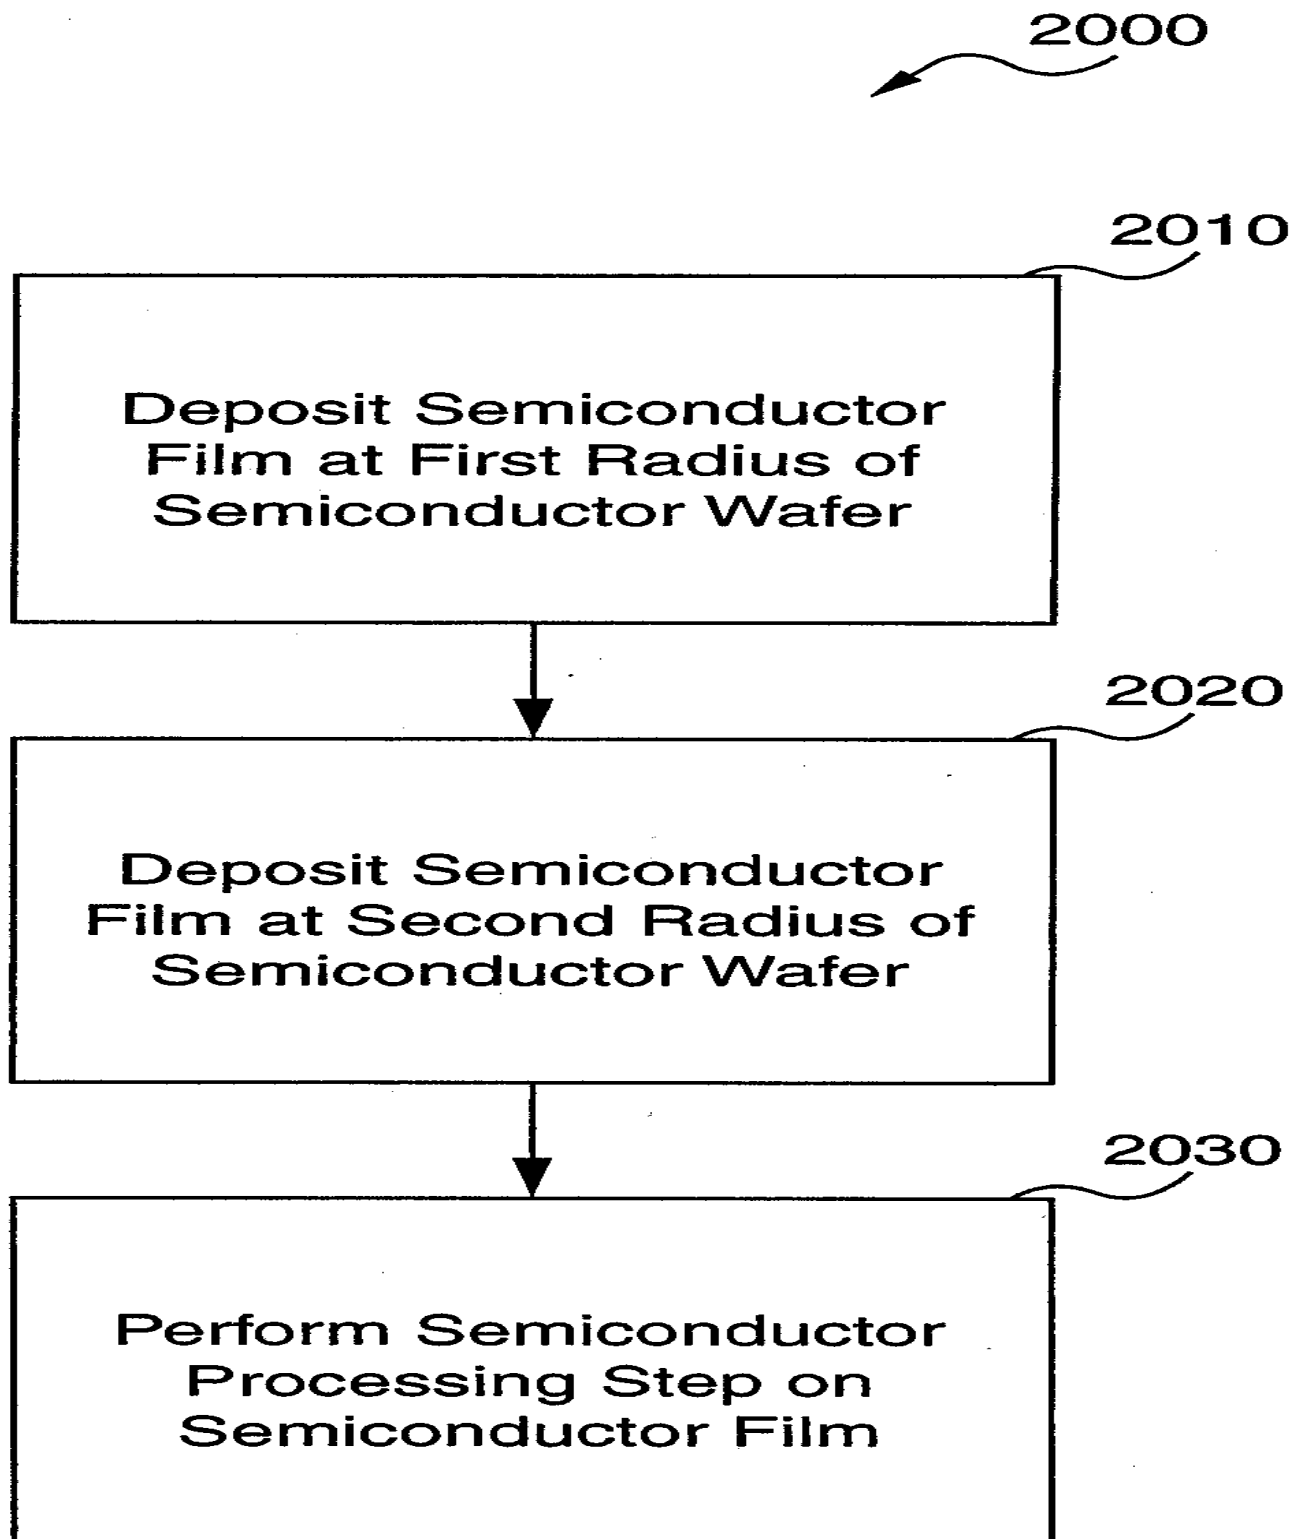 2000
2010
Deposit Semiconductor
Film at First Radius of
Semiconductor Wafer
2020
Deposit Semiconductor
Film at Second Radius of
Semiconductor Wafer
2030
Perform Semiconductor
Processing Step on
Semiconductor Film